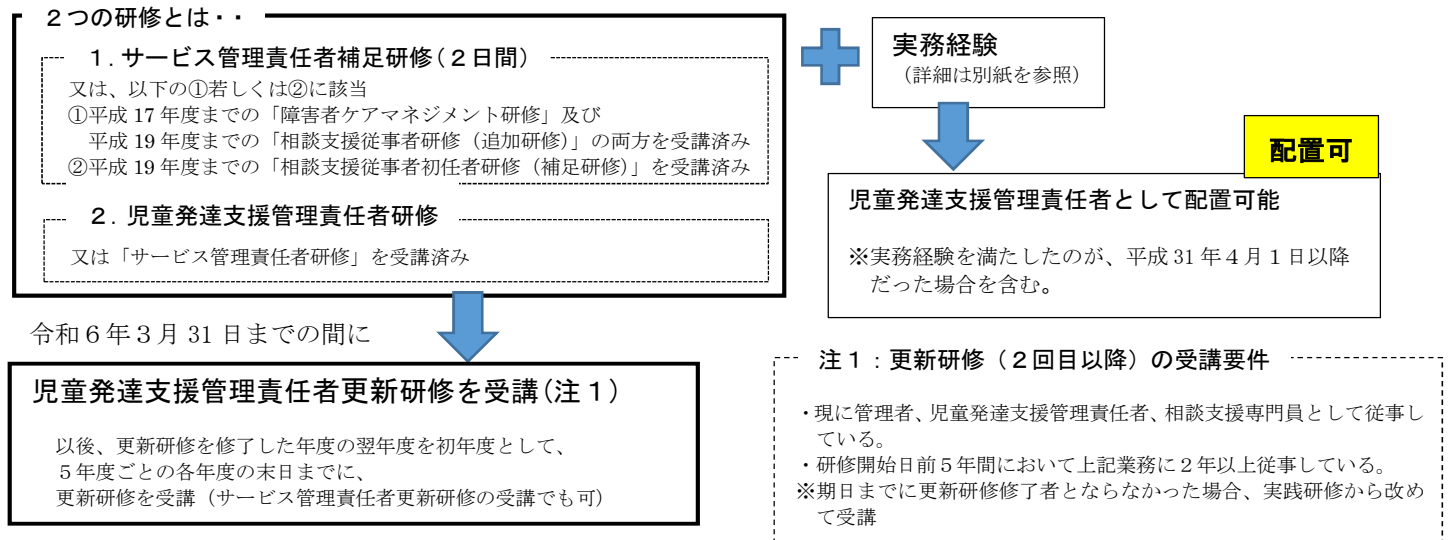 ２つの研修とは・・
１．サービス管理責任者補足研修（２日間）
又は、以下の①若しくは②に該当
①平成 17 年度までの「障害者ケアマネジメント研修」及び
平成 19 年度までの「相談支援従事者研修（追加研修）」の両方を受講済み
②平成 19 年度までの「相談支援従事者初任者研修（補足研修）」を受講済み
２．児童発達支援管理責任者研修
又は「サービス管理責任者研修」を受講済み
実務経験
（詳細は別紙を参照）
配置可
児童発達支援管理責任者として配置可能
※実務経験を満たしたのが、平成 31 年４月１日以降
だった場合を含む。
令和６年３月 31 日までの間に
児童発達支援管理責任者更新研修を受講（注１）
以後、更新研修を修了した年度の翌年度を初年度として、
５年度ごとの各年度の末日までに、
更新研修を受講（サービス管理責任者更新研修の受講でも可）
注１：更新研修（２回目以降）の受講要件
・現に管理者、児童発達支援管理責任者、相談支援専門員として従事し
ている。
・研修開始日前５年間において上記業務に２年以上従事している。
※期日までに更新研修修了者とならなかった場合、実践研修から改め
て受講